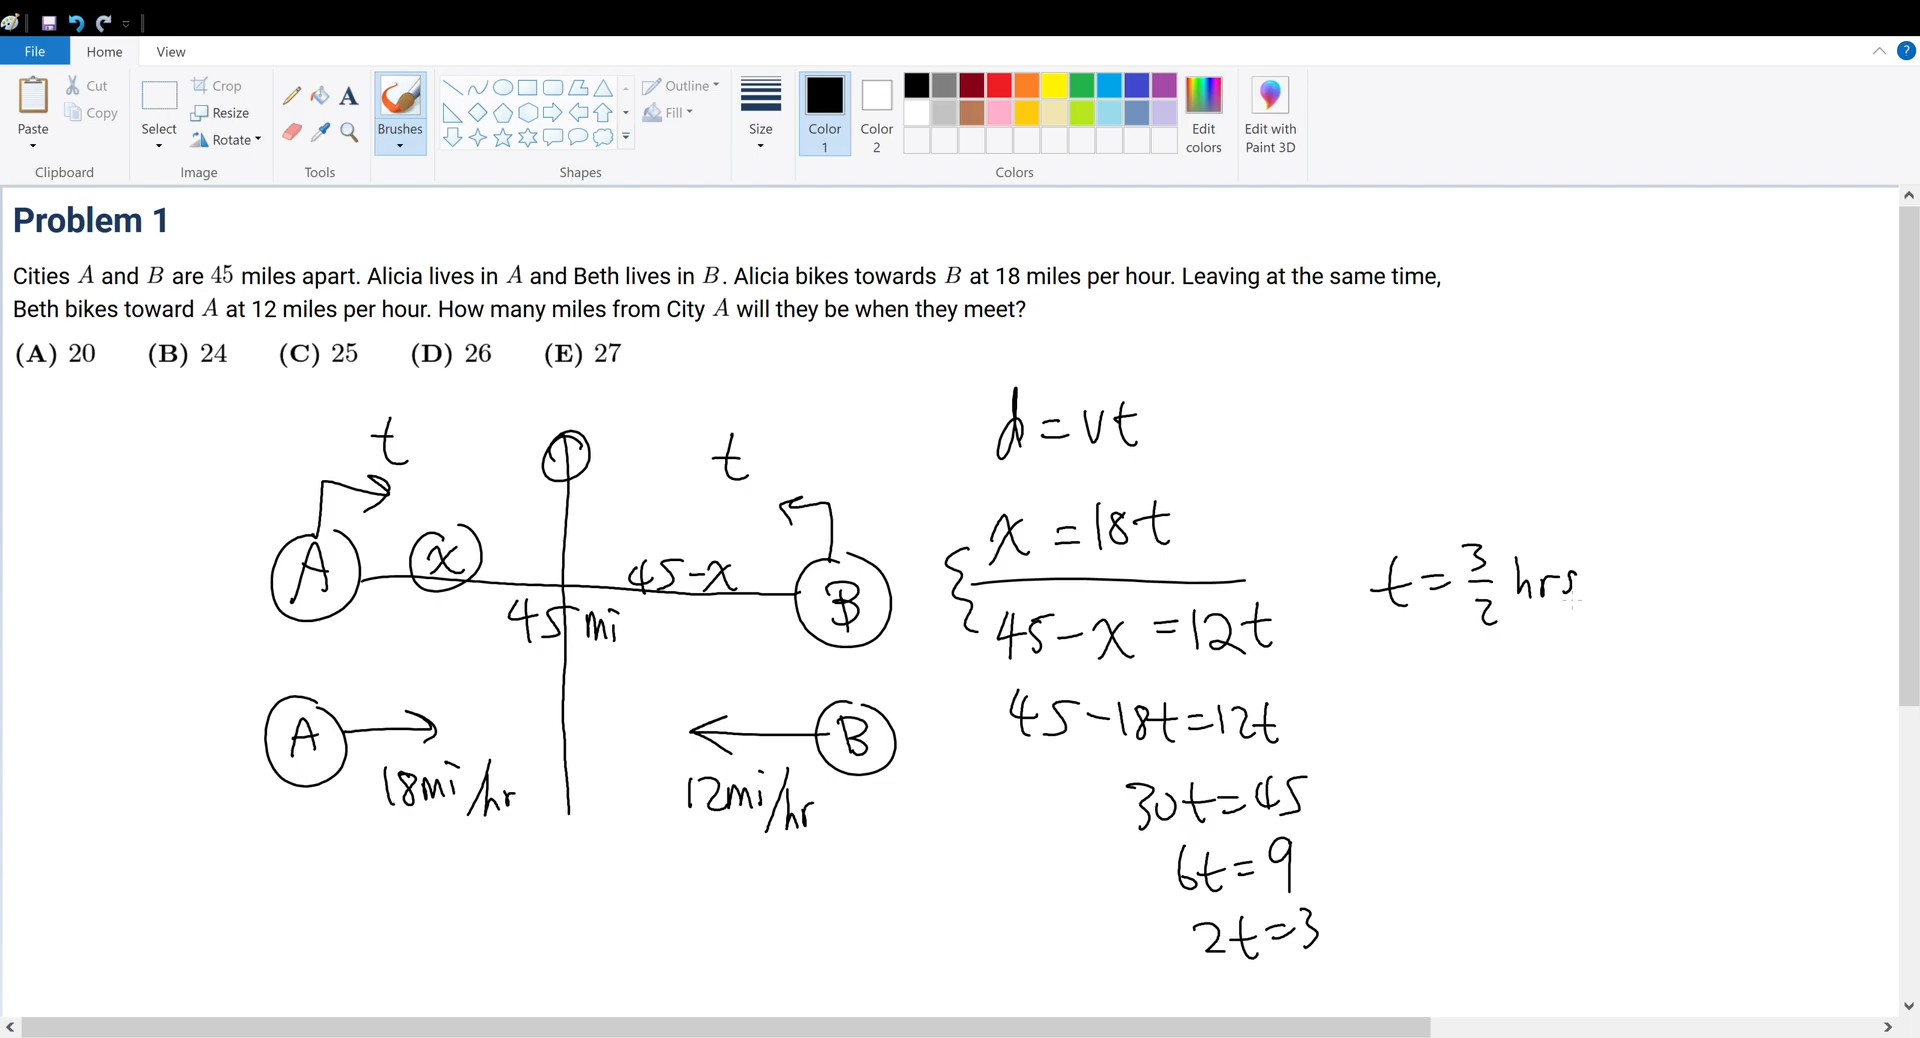 File Home View
Cut
Copy
Paste
Clipboard
Select
Crop
Resize
Rotate
Image
Tools
Brushes
Shapes
Outline
Fill
Size
Color 1
Color 2
Colors
Edit colors
Edit with Paint 3D
Problem 1
Cities A and B are 45 miles apart. Alicia lives in A and Beth lives in B. Alicia bikes towards B at 18 miles per hour. Leaving at the same time,
Beth bikes toward A at 12 miles per hour. How many miles from City A will they be when they meet?
(A) 20 (B) 24 (C) 25 (D) 26 (E) 27
t
t
A
x
45-x
B
45 mi
A
18mi/hr
B
12mi/hr
d=vt
x=18t
45-x=12t
45-18t=12t
30t=45
6t=9
2t=3
t=3/2 hrs